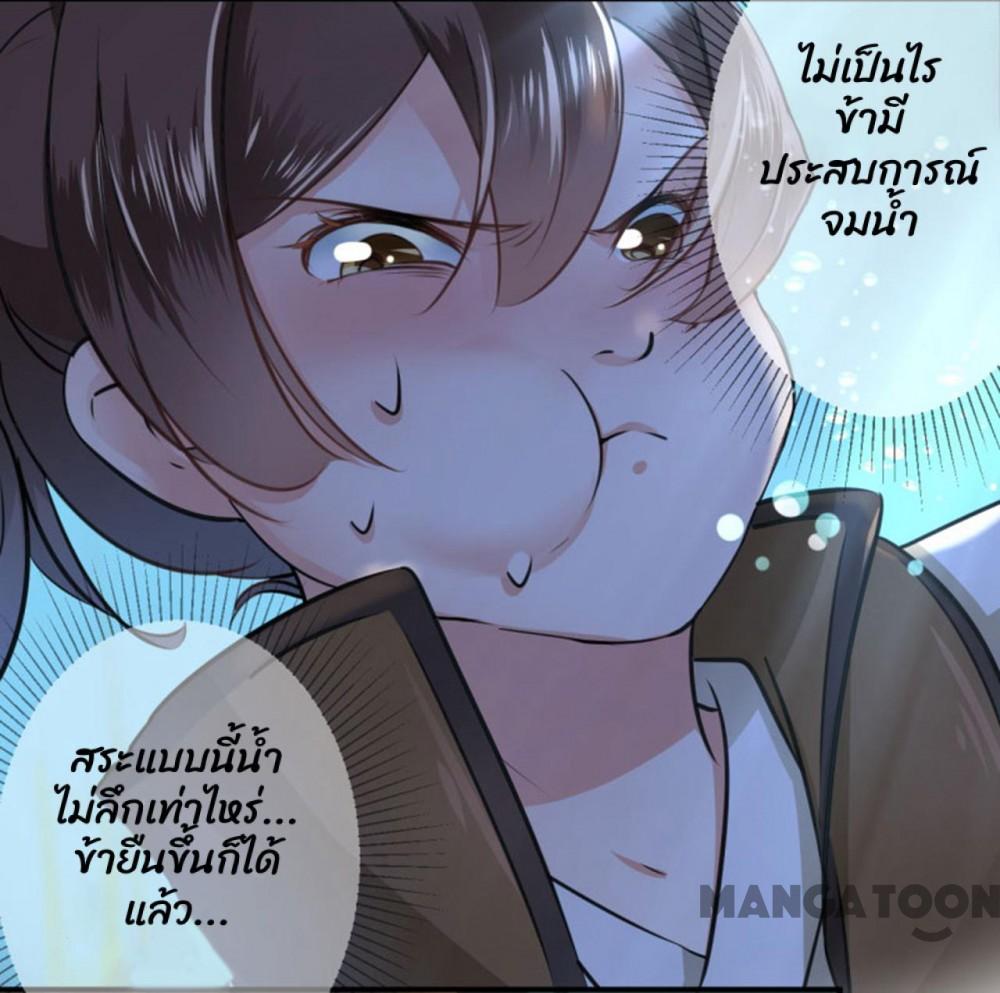 ไม่เป็นไร
ข้ามี
ประสบการณ์
จมน้ำ
สระแบบนี้น้ำ
ไม่ลึกเท่าไหร่...
ข้ายืนขึ้นก็ได้
แล้ว...
MANGATOON